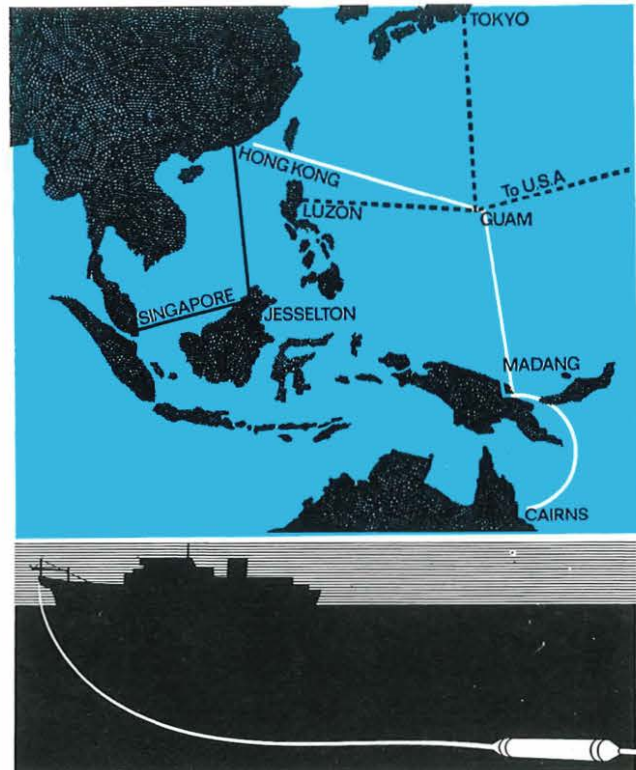 TOKYO
HONG KONG
To U.S.A
LUZON
GUAM
SINGAPORE
JESSELTON
MADANG
CAIRNS